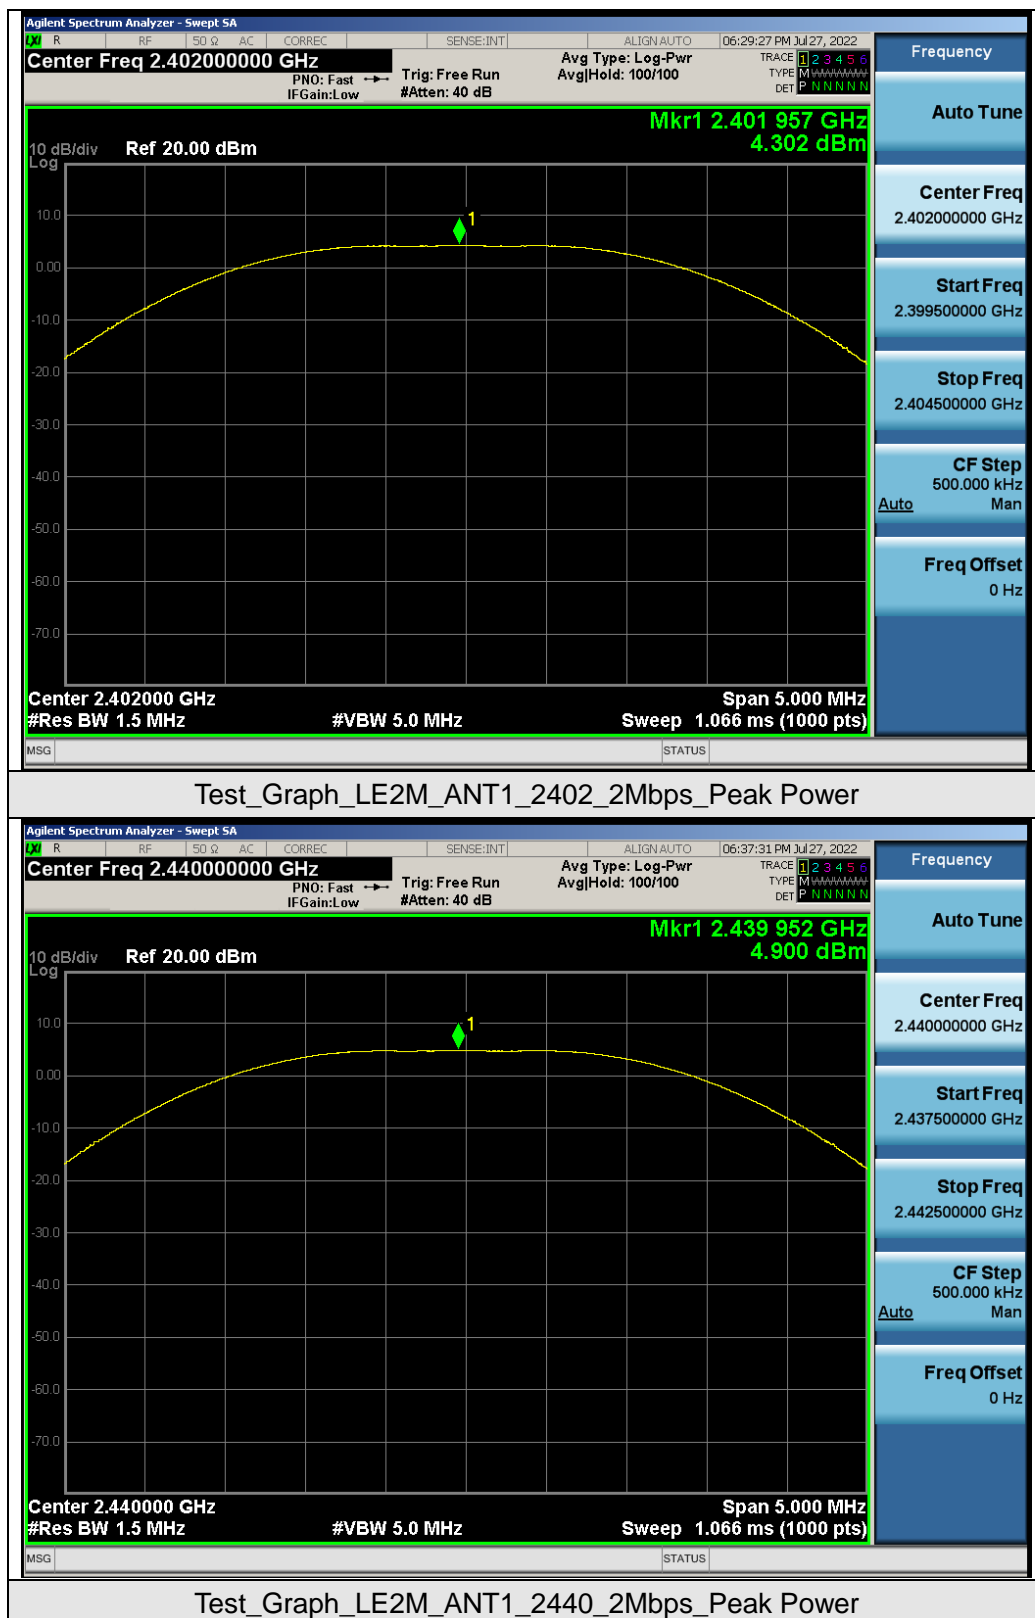 Agilent Spectrum Analyzer - Swept SA
LXI R RF 50 Ω AC CORREC SENSE:INT ALIGN AUTO 06:29:27 PM Jul 27, 2022
Center Freq 2.402000000 GHz
PNO: Fast
IFGain:Low
Trig: Free Run
#Atten: 40 dB
Avg Type: Log-Pwr
Avg|Hold: 100/100
TRACE 1 2 3 4 5 6
TYPE M
DET P N N N N N
Frequency
Auto Tune
Center Freq
2.402000000 GHz
Start Freq
2.399500000 GHz
Stop Freq
2.404500000 GHz
CF Step
500.000 kHz
Auto Man
Freq Offset
0 Hz
Mkr1 2.401 957 GHz
4.302 dBm
10 dB/div Ref 20.00 dBm
Log
10.0
0.00
-10.0
-20.0
-30.0
-40.0
-50.0
-60.0
-70.0
1
Center 2.402000 GHz Span 5.000 MHz
#Res BW 1.5 MHz #VBW 5.0 MHz Sweep 1.066 ms (1000 pts)
MSG STATUS
Test_Graph_LE2M_ANT1_2402_2Mbps_Peak Power
Agilent Spectrum Analyzer - Swept SA
LXI R RF 50 Ω AC CORREC SENSE:INT ALIGN AUTO 06:37:31 PM Jul 27, 2022
Center Freq 2.440000000 GHz
PNO: Fast
IFGain:Low
Trig: Free Run
#Atten: 40 dB
Avg Type: Log-Pwr
Avg|Hold: 100/100
TRACE 1 2 3 4 5 6
TYPE M
DET P N N N N N
Frequency
Auto Tune
Center Freq
2.440000000 GHz
Start Freq
2.437500000 GHz
Stop Freq
2.442500000 GHz
CF Step
500.000 kHz
Auto Man
Freq Offset
0 Hz
Mkr1 2.439 952 GHz
4.900 dBm
10 dB/div Ref 20.00 dBm
Log
10.0
0.00
-10.0
-20.0
-30.0
-40.0
-50.0
-60.0
-70.0
1
Center 2.440000 GHz Span 5.000 MHz
#Res BW 1.5 MHz #VBW 5.0 MHz Sweep 1.066 ms (1000 pts)
MSG STATUS
Test_Graph_LE2M_ANT1_2440_2Mbps_Peak Power